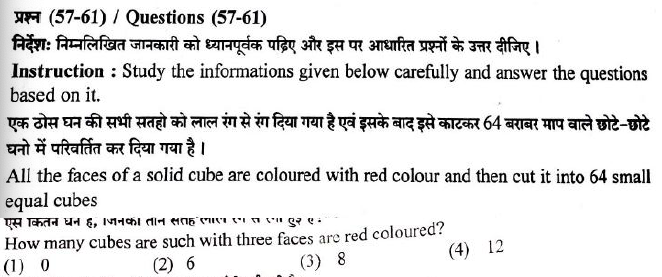 प्रश्न (57-61) / Questions (57-61)
निर्देश: निम्नलिखित जानकारी को ध्यानपूर्वक पढ़िए और इस पर आधारित प्रश्नों के उत्तर दीजिए ।
Instruction : Study the informations given below carefully and answer the questions
based on it.
एक ठोस घन की सभी सतहो को लाल रंग से रंग दिया गया है एवं इसके बाद इसे काटकर 64 बराबर माप वाले छोटे-छोटे
घनो में परिवर्तित कर दिया गया है ।
All the faces of a solid cube are coloured with red colour and then cut it into 64 small
equal cubes
घन है, जिनकी तीन सतह
How many cubes are such with three faces are red coloured?
(1) 0 (2) 6 (3) 8 (4) 12